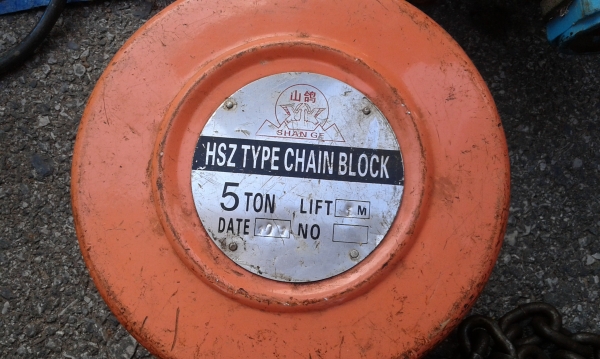 山鸽
SHAN GE
HSZ TYPE CHAIN BLOCK
5 TON LIFT M
DATE NO